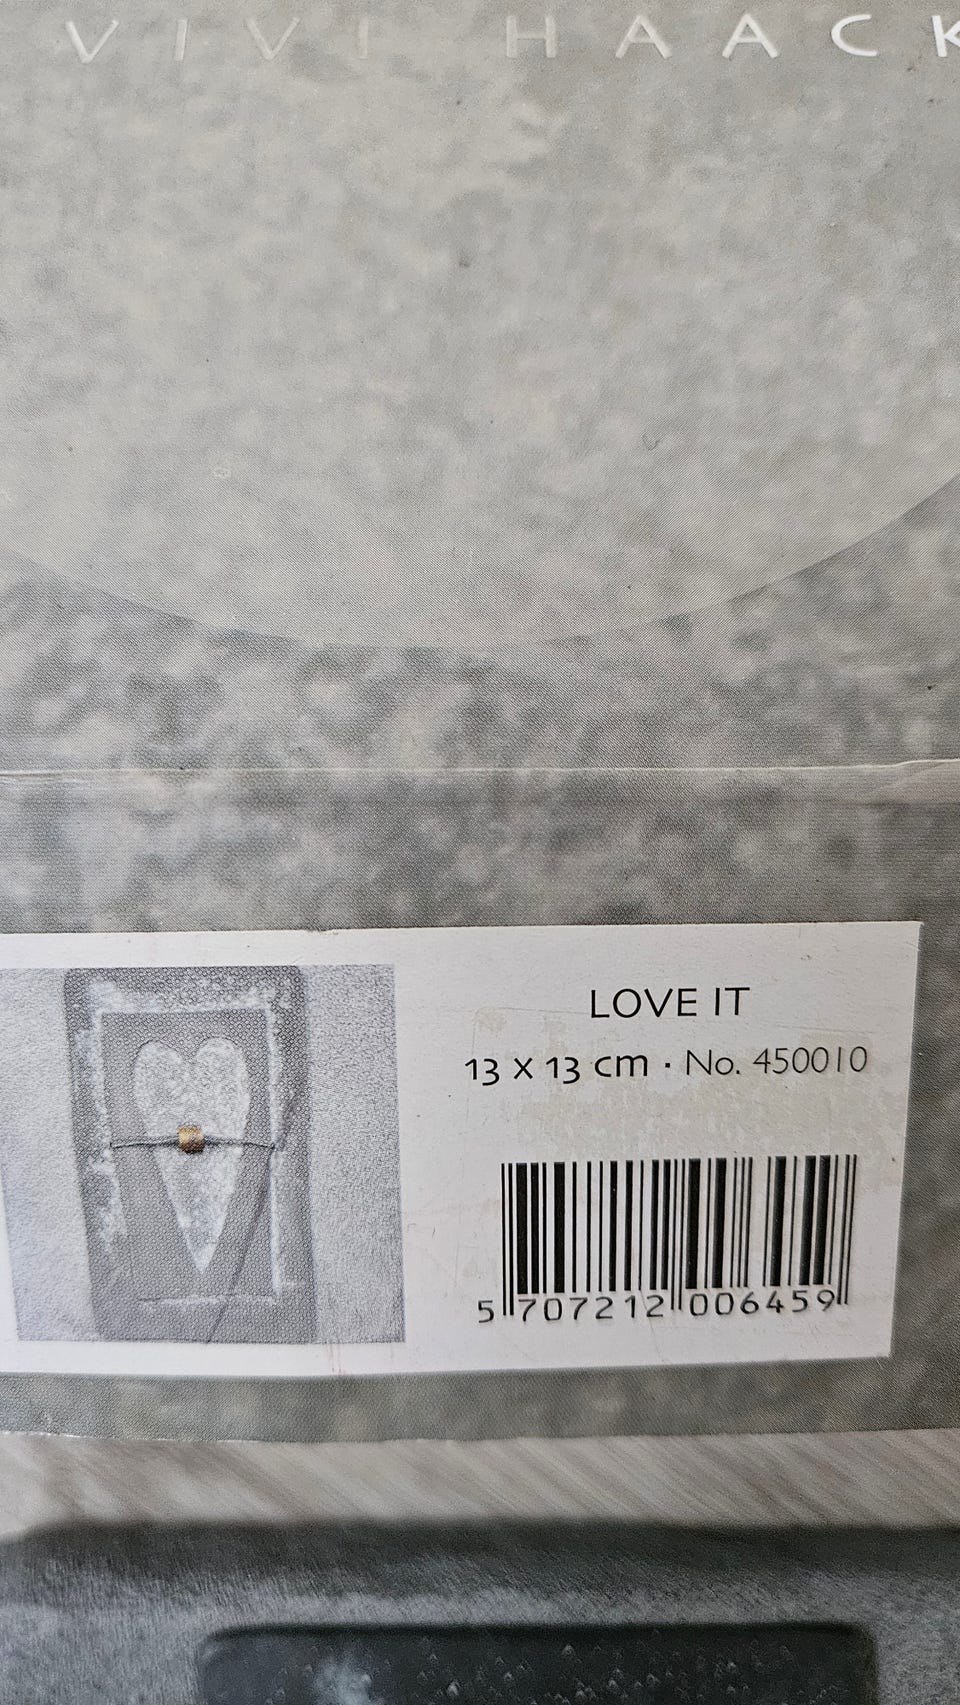 VIVI HAACK
LOVE IT
13 x 13 cm · No. 450010
5 707212 006459